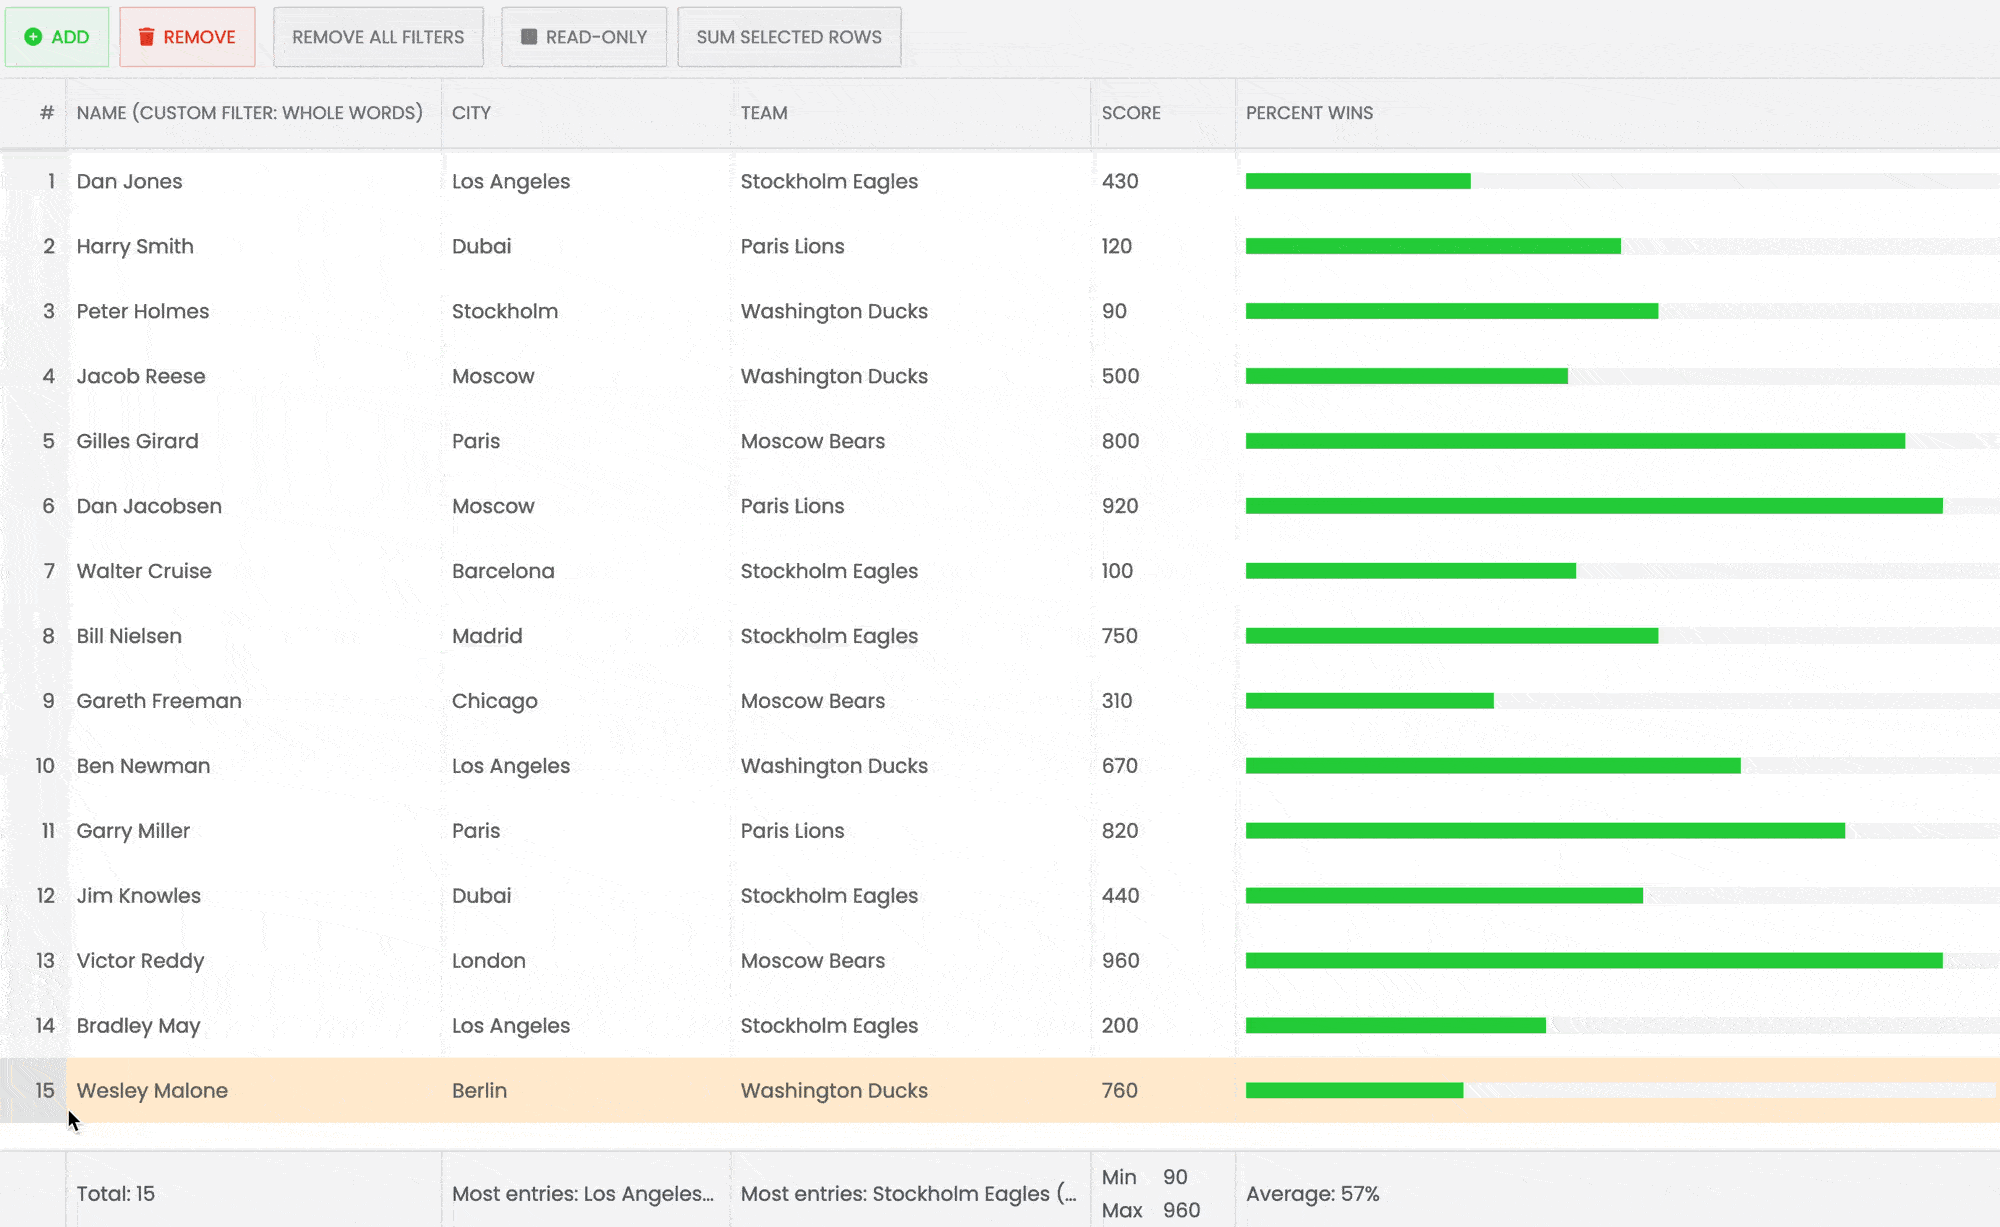 ADD REMOVE REMOVE ALL FILTERS READ-ONLY SUM SELECTED ROWS
# NAME (CUSTOM FILTER: WHOLE WORDS) CITY TEAM SCORE PERCENT WINS
1 Dan Jones Los Angeles Stockholm Eagles 430
2 Harry Smith Dubai Paris Lions 120
3 Peter Holmes Stockholm Washington Ducks 90
4 Jacob Reese Moscow Washington Ducks 500
5 Gilles Girard Paris Moscow Bears 800
6 Dan Jacobsen Moscow Paris Lions 920
7 Walter Cruise Barcelona Stockholm Eagles 100
8 Bill Nielsen Madrid Stockholm Eagles 750
9 Gareth Freeman Chicago Moscow Bears 310
10 Ben Newman Los Angeles Washington Ducks 670
11 Garry Miller Paris Paris Lions 820
12 Jim Knowles Dubai Stockholm Eagles 440
13 Victor Reddy London Moscow Bears 960
14 Bradley May Los Angeles Stockholm Eagles 200
15 Wesley Malone Berlin Washington Ducks 760
Total: 15 Most entries: Los Angeles... Most entries: Stockholm Eagles (... Min 90 Average: 57%
Max 960